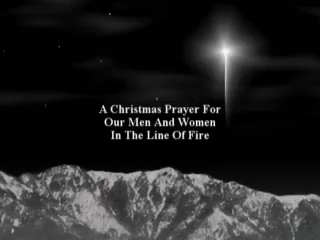 A Christmas Prayer For
Our Men And Women
In The Line Of Fire